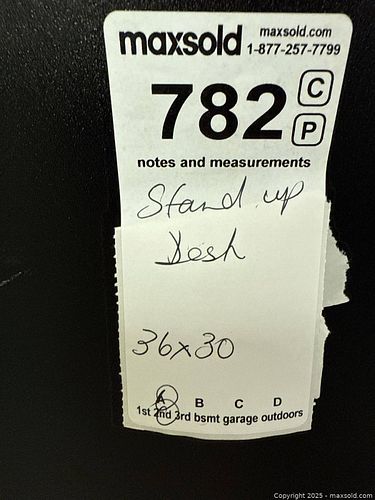 maxsold
maxsold.com
1-877-257-7799
782
C
P
notes and measurements
Stand up
Desk
36x30
A B C D
1st 2nd 3rd bsmt garage outdoors
Copyright 2025 - maxsold.com